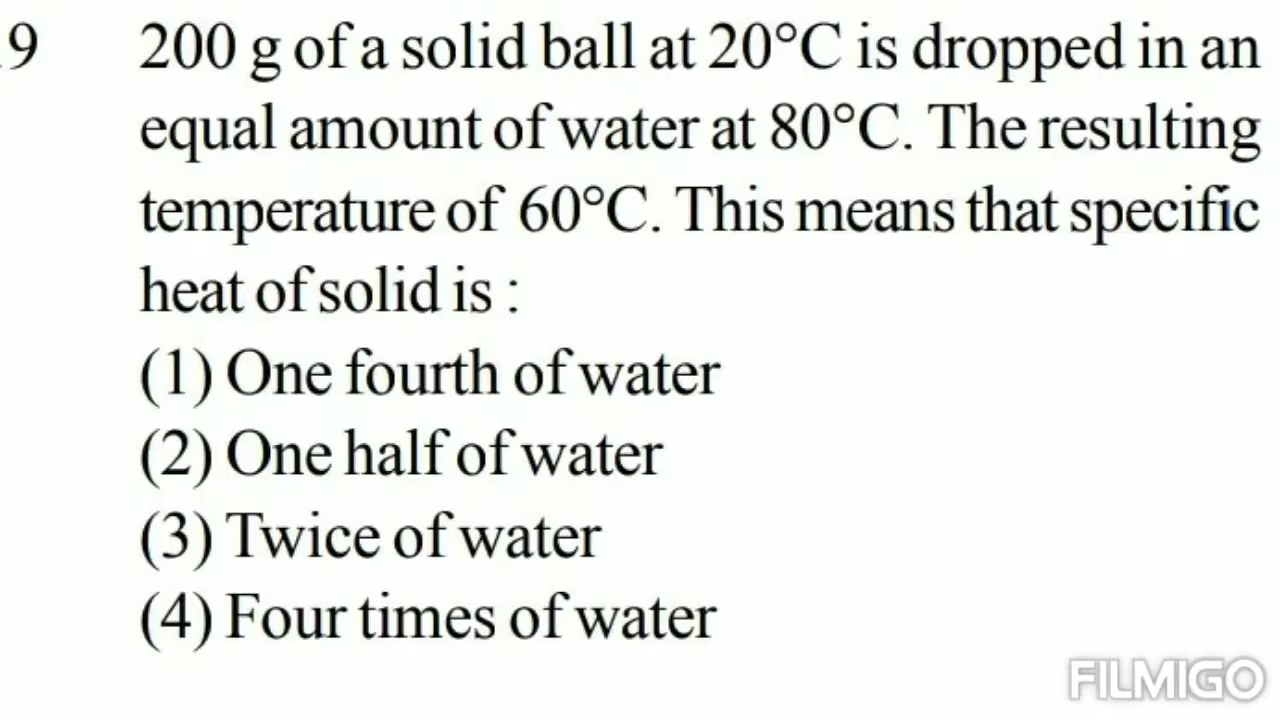 .9 200 g of a solid ball at 20°C is dropped in an
equal amount of water at 80°C. The resulting
temperature of 60°C. This means that specific
heat of solid is :
(1) One fourth of water
(2) One half of water
(3) Twice of water
(4) Four times of water
FILMIGO